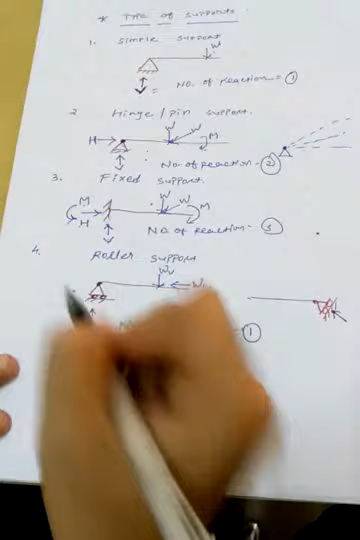 * TYPE OF SUPPORTS
1. Simple support
W
= No. of reaction = 1
2 Hinge/pin support.
H W W M
No of reaction - 2
3. Fixed support
M H W W M
No of reaction - 3
4. Roller support
W W
1